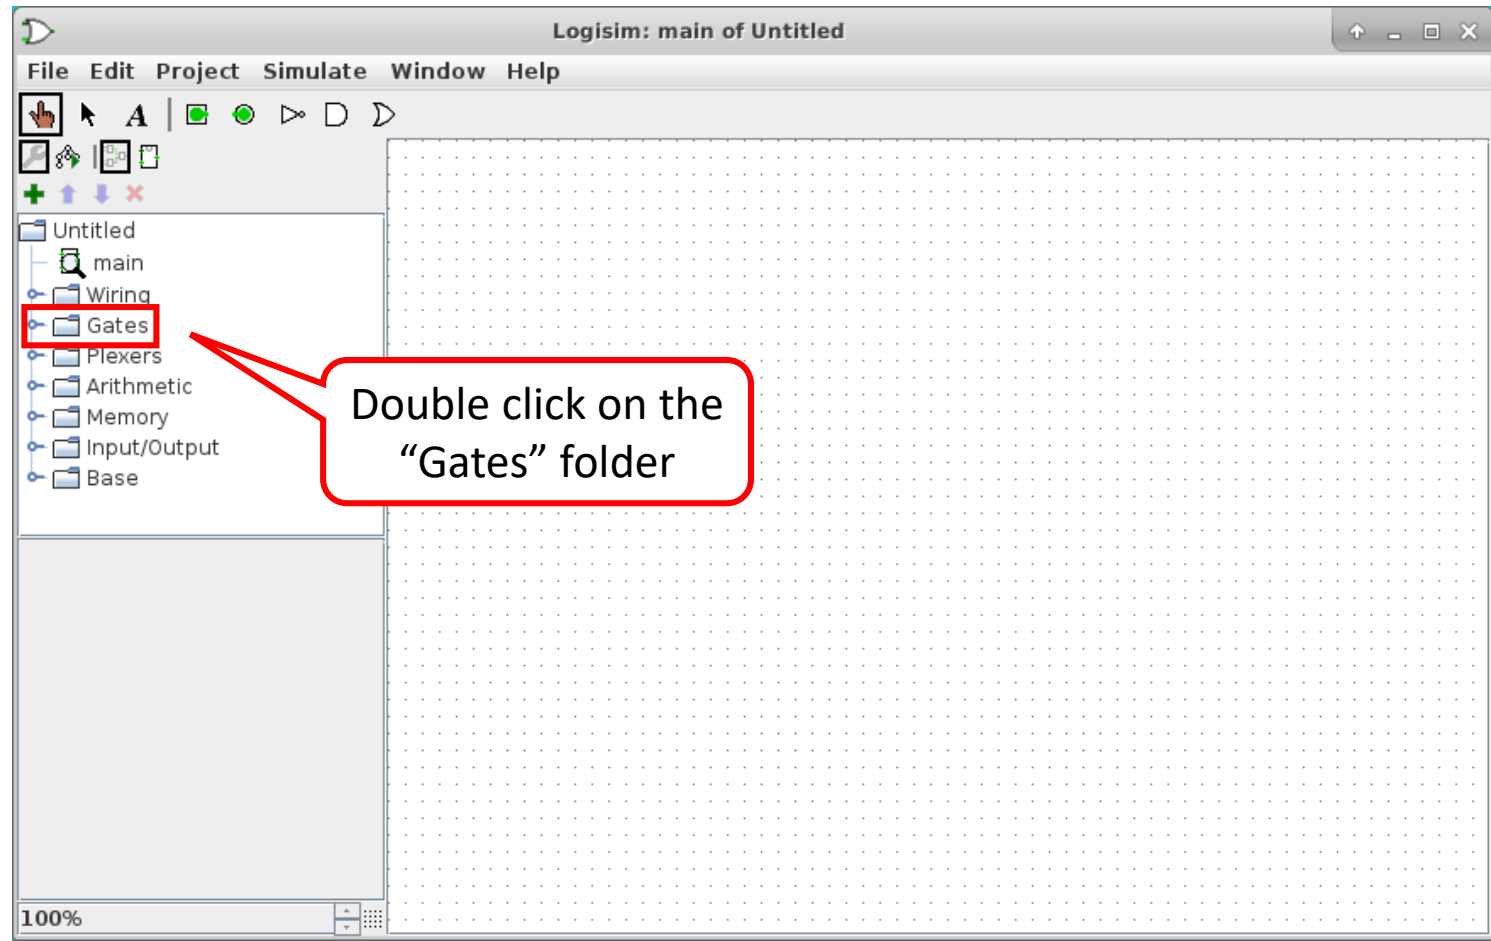 Logisim: main of Untitled
File Edit Project Simulate Window Help
A
Untitled
main
Wiring
Gates
Plexers
Arithmetic
Memory
Input/Output
Base
Double click on the
“Gates” folder
100%